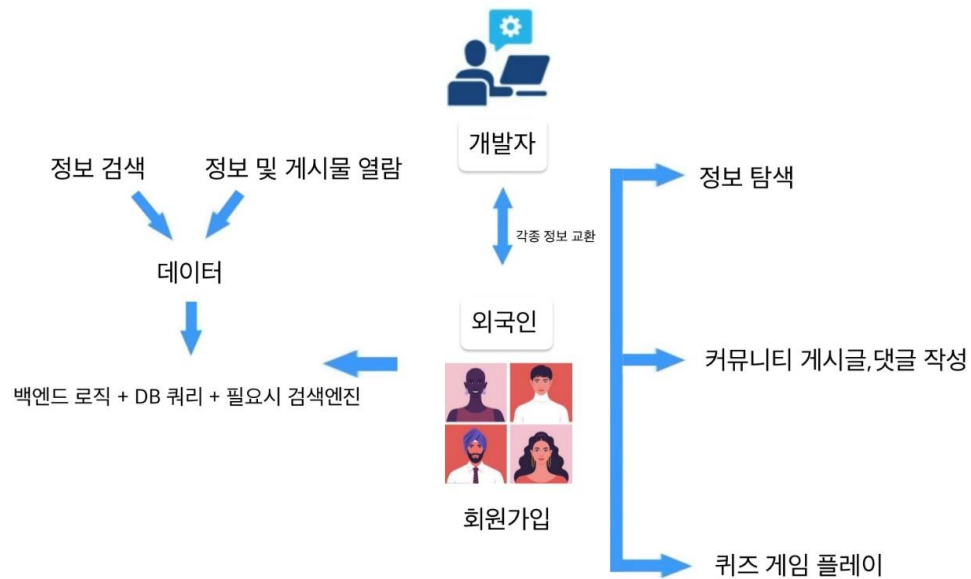 개발자
정보 검색
정보 및 게시물 열람
정보 탐색
각종 정보 교환
데이터
외국인
커뮤니티 게시글,댓글 작성
백엔드 로직 + DB 쿼리 + 필요시 검색엔진
회원가입
퀴즈 게임 플레이